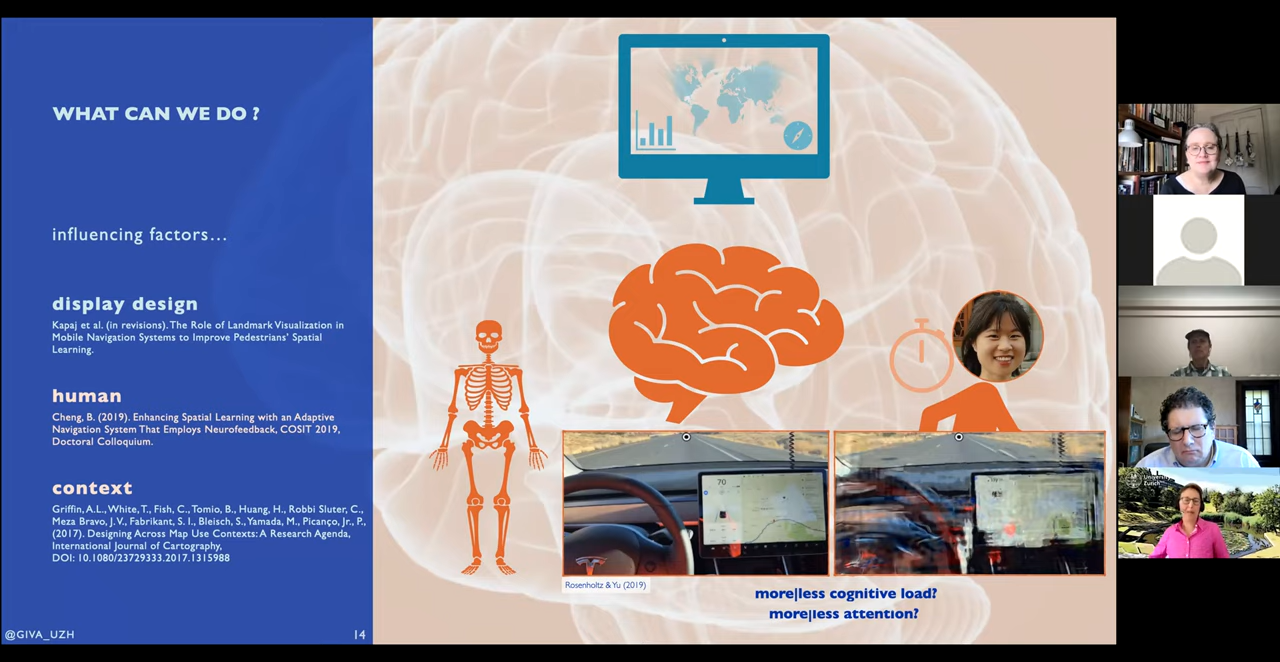 WHAT CAN WE DO ?
influencing factors...
display design
Kapaj et al. (in revisions). The Role of Landmark Visualization in
Mobile Navigation Systems to Improve Pedestrians' Spatial
Learning.
human
Cheng, B. (2019). Enhancing Spatial Learning with an Adaptive
Navigation System That Employs Neurofeedback, COSIT 2019,
Doctoral Colloquium.
context
Griffin, A.L., White, T., Fish, C., Tomio, B., Huang, H., Robbi Sluter, C.,
Meza Bravo, J. V., Fabrikant, S. I., Bleisch, S., Yamada, M., Picanço, Jr., P.,
(2017). Designing Across Map Use Contexts: A Research Agenda,
International Journal of Cartography,
DOI: 10.1080/23729333.2017.1315988
@GIVA_UZH
14
70
Rosenholtz & Yu (2019)
more|less cognitive load?
more|less attention?